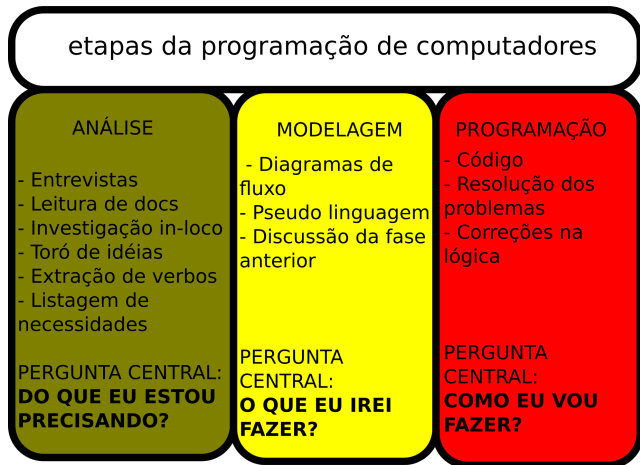 etapas da programação de computadores
ANÁLISE
- Entrevistas
- Leitura de docs
- Investigação in-loco
- Toró de idéias
- Extração de verbos
- Listagem de
necessidades
PERGUNTA CENTRAL:
DO QUE EU ESTOU
PRECISANDO?
MODELAGEM
- Diagramas de
fluxo
- Pseudo linguagem
- Discussão da fase
anterior
PERGUNTA
CENTRAL:
O QUE EU IREI
FAZER?
PROGRAMAÇÃO
- Código
- Resolução dos
problemas
- Correções na
lógica
PERGUNTA
CENTRAL:
COMO EU VOU
FAZER?